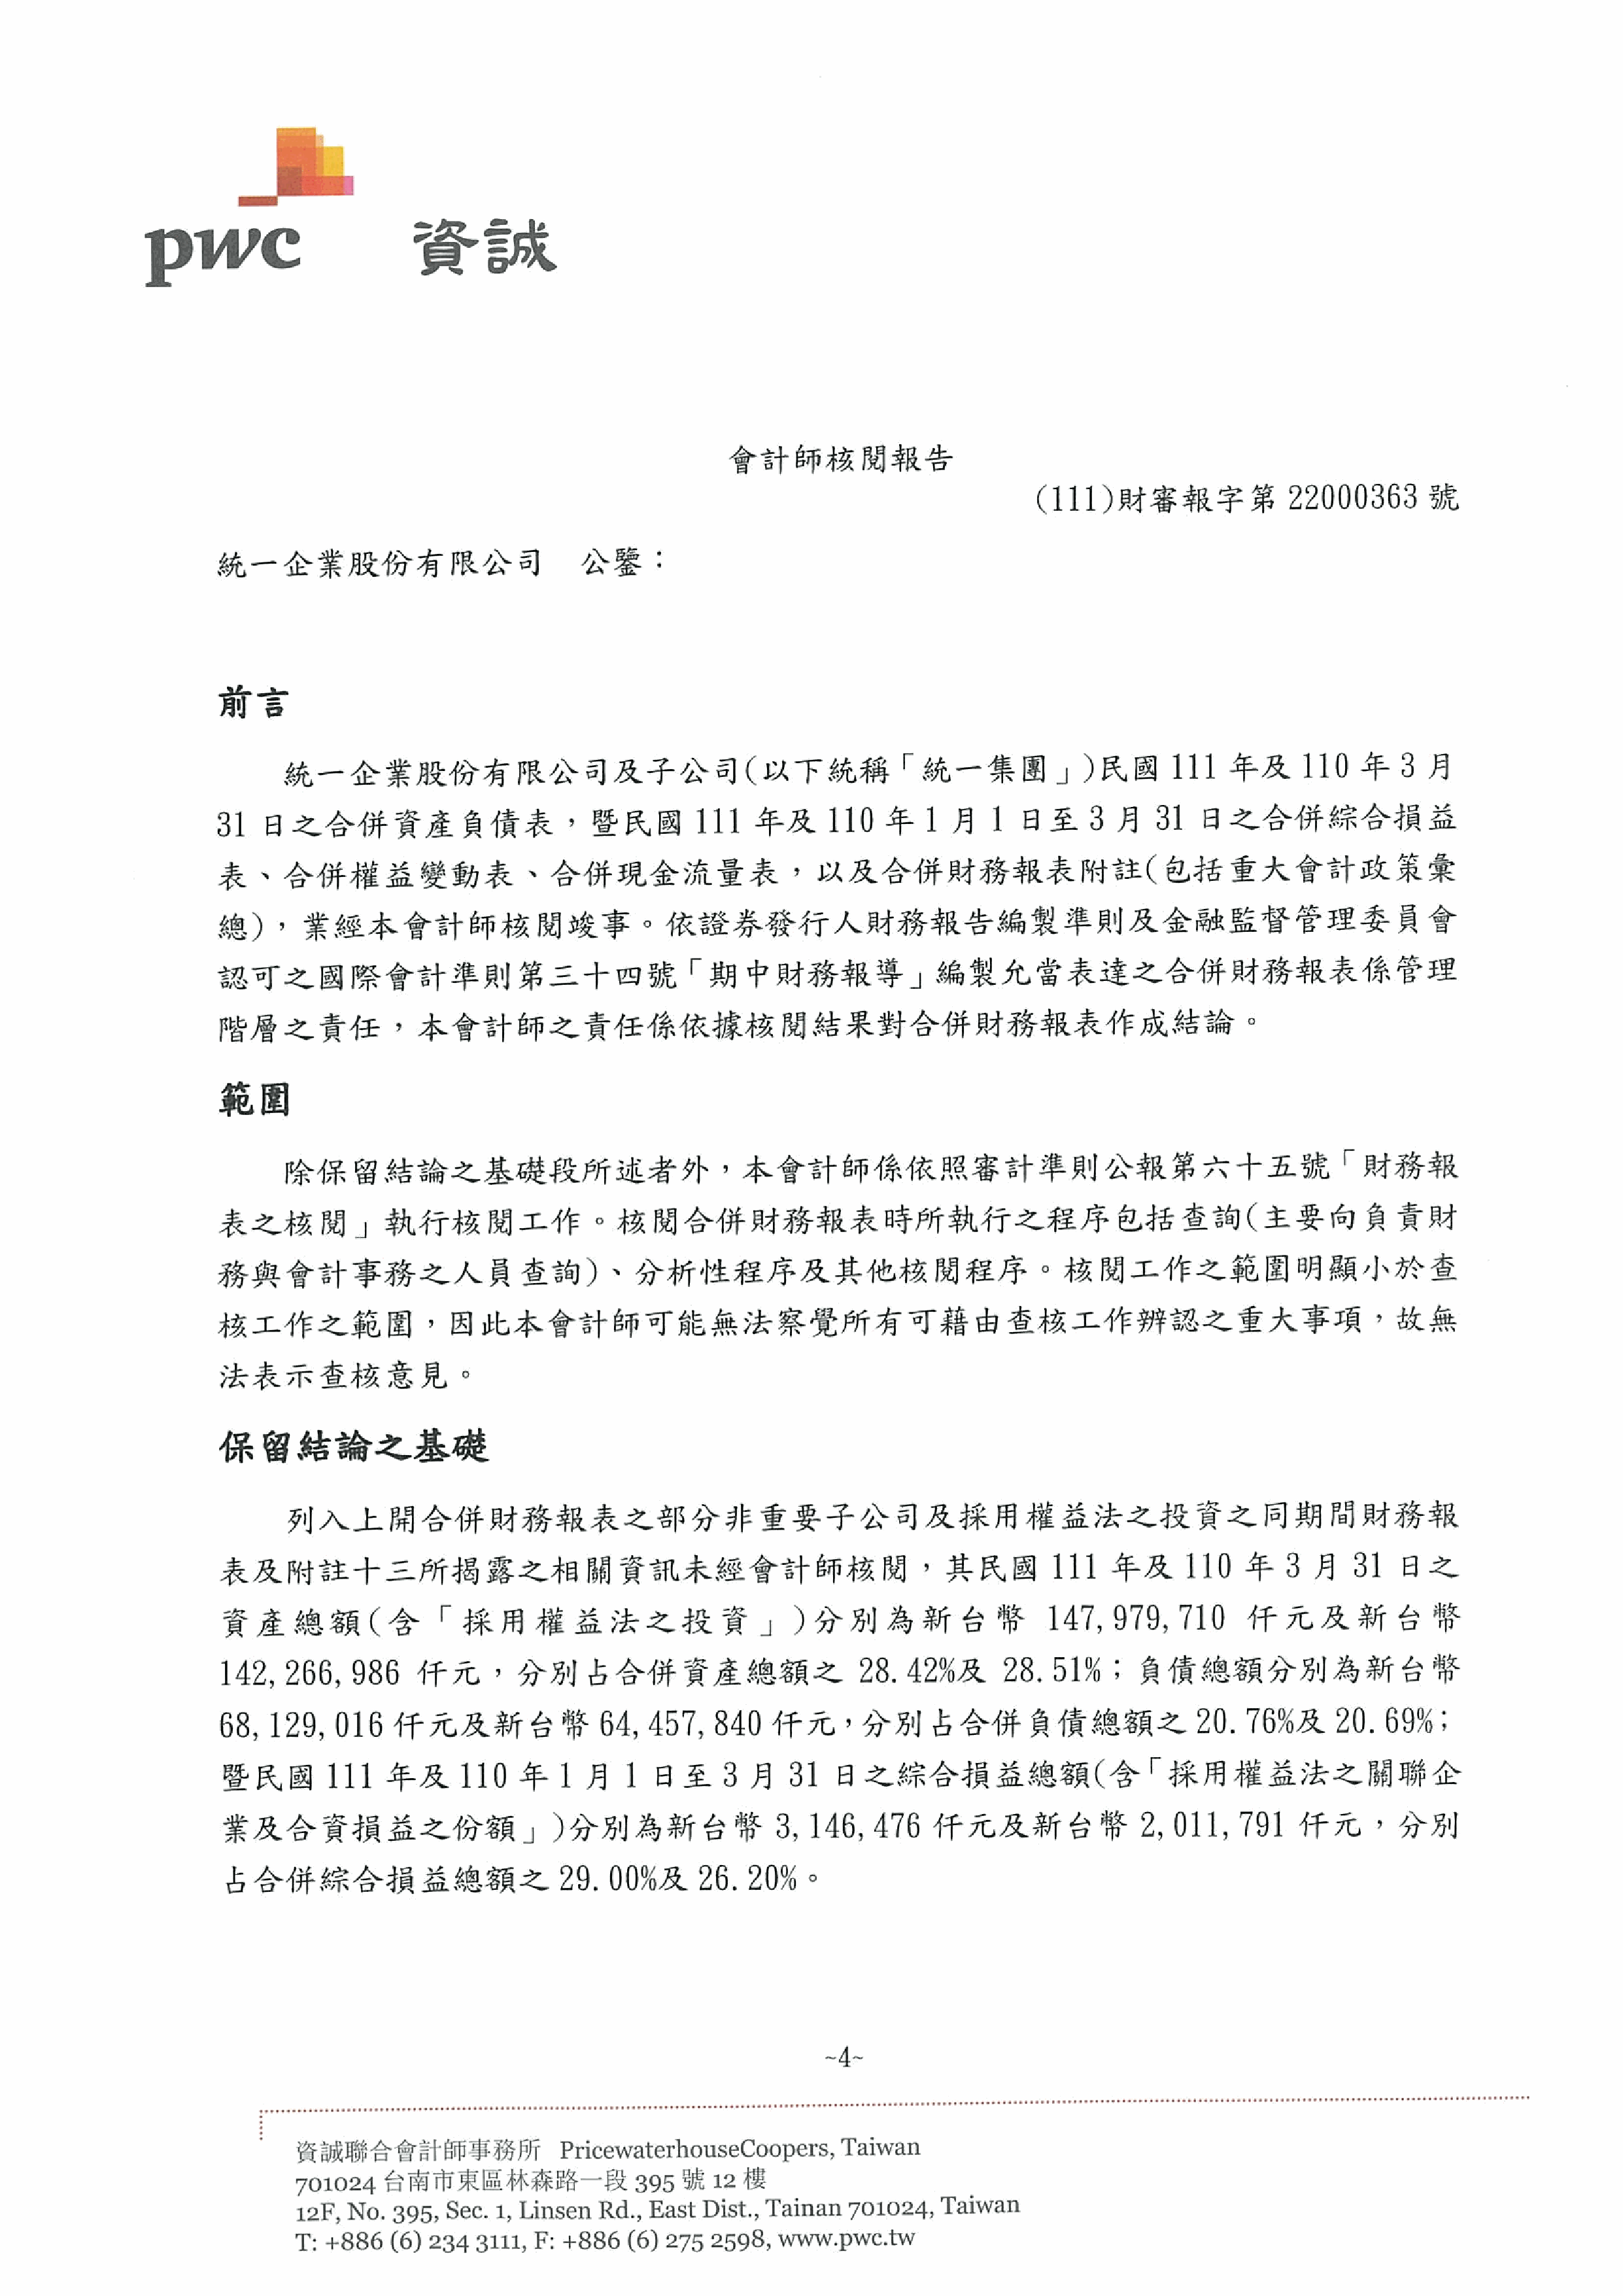 pwc 資誠
會計師核閱報告
(111)財審報字第 22000363 號
統一企業股份有限公司 公鑒：
前言
統一企業股份有限公司及子公司(以下統稱「統一集團」)民國 111 年及 110 年 3 月
31 日之合併資產負債表，暨民國 111 年及 110 年 1 月 1 日至 3 月 31 日之合併綜合損益
表、合併權益變動表、合併現金流量表，以及合併財務報表附註(包括重大會計政策彙
總)，業經本會計師核閱竣事。依證券發行人財務報告編製準則及金融監督管理委員會
認可之國際會計準則第三十四號「期中財務報導」編製允當表達之合併財務報表係管理
階層之責任，本會計師之責任係依據核閱結果對合併財務報表作成結論。
範圍
除保留結論之基礎段所述者外，本會計師係依照審計準則公報第六十五號「財務報
表之核閱」執行核閱工作。核閱合併財務報表時所執行之程序包括查詢(主要向負責財
務與會計事務之人員查詢)、分析性程序及其他核閱程序。核閱工作之範圍明顯小於查
核工作之範圍，因此本會計師可能無法察覺所有可藉由查核工作辨認之重大事項，故無
法表示查核意見。
保留結論之基礎
列入上開合併財務報表之部分非重要子公司及採用權益法之投資之同期間財務報
表及附註十三所揭露之相關資訊未經會計師核閱，其民國 111 年及 110 年 3 月 31 日之
資產總額(含「採用權益法之投資」)分別為新台幣 147,979,710 仟元及新台幣
142,266,986 仟元，分別占合併資產總額之 28.42%及 28.51%；負債總額分別為新台幣
68,129,016 仟元及新台幣 64,457,840 仟元，分別占合併負債總額之 20.76%及 20.69%；
暨民國 111 年及 110 年 1 月 1 日至 3 月 31 日之綜合損益總額(含「採用權益法之關聯企
業及合資損益之份額」)分別為新台幣 3,146,476 仟元及新台幣 2,011,791 仟元，分別
占合併綜合損益總額之 29.00%及 26.20%。
~4~
資誠聯合會計師事務所 PricewaterhouseCoopers, Taiwan
701024 台南市東區林森路一段 395 號 12 樓
12F, No. 395, Sec. 1, Linsen Rd., East Dist., Tainan 701024, Taiwan
T: +886 (6) 234 3111, F: +886 (6) 275 2598, www.pwc.tw